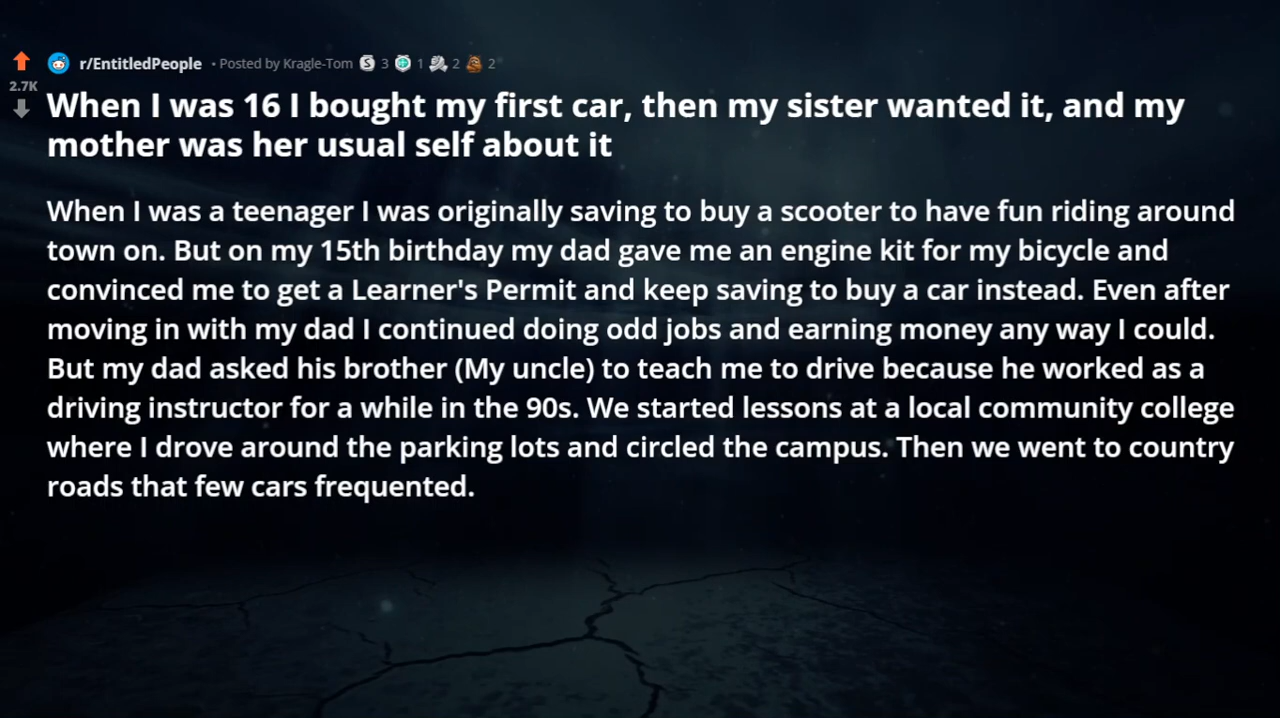 r/EntitledPeople • Posted by Kragle-Tom S 3 1 2 2
2.7K
When I was 16 I bought my first car, then my sister wanted it, and my
mother was her usual self about it
When I was a teenager I was originally saving to buy a scooter to have fun riding around
town on. But on my 15th birthday my dad gave me an engine kit for my bicycle and
convinced me to get a Learner's Permit and keep saving to buy a car instead. Even after
moving in with my dad I continued doing odd jobs and earning money any way I could.
But my dad asked his brother (My uncle) to teach me to drive because he worked as a
driving instructor for a while in the 90s. We started lessons at a local community college
where I drove around the parking lots and circled the campus. Then we went to country
roads that few cars frequented.